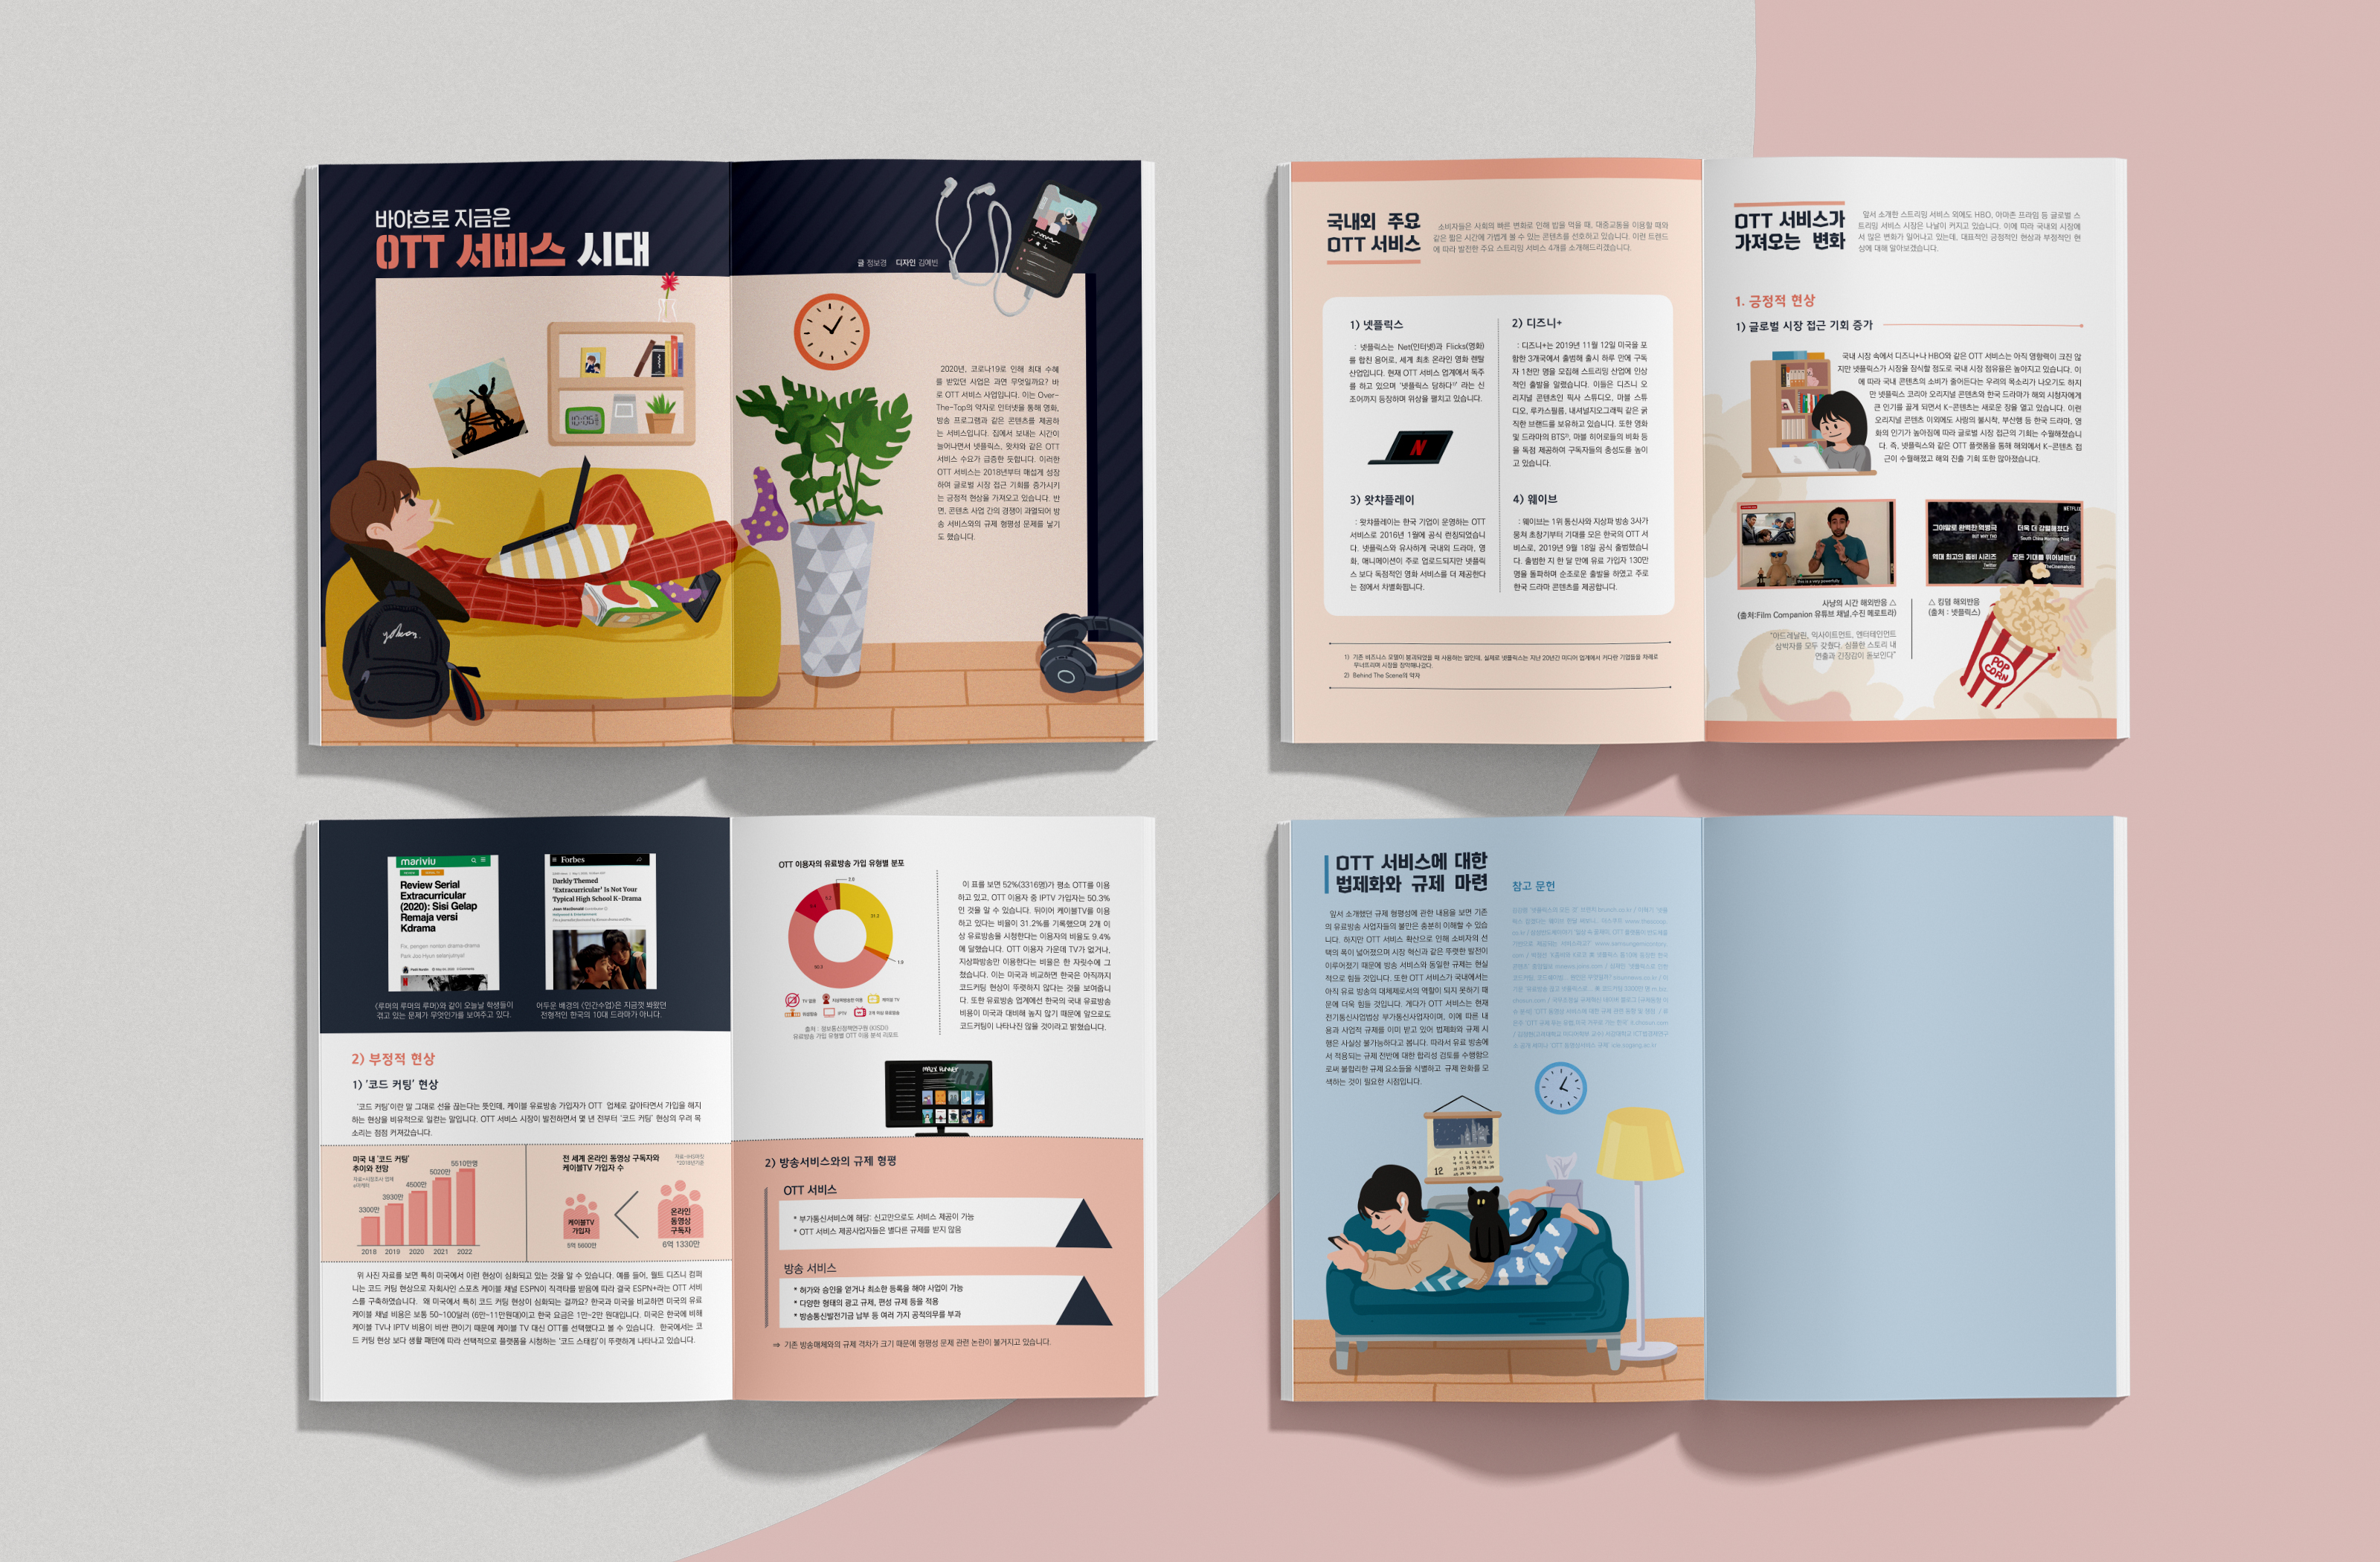 바야흐로 지금은
OTT 서비스 시대
글 정보경 디자인 김예빈
10:06
2020년, 코로나19로 인해 최대 수혜
를 받았던 사업은 과연 무엇일까요? 바
로 OTT 서비스 사업입니다. 이는 Over-
The-Top의 약자로 인터넷을 통해 영화,
방송 프로그램과 같은 콘텐츠를 제공하
는 서비스입니다. 집에서 보내는 시간이
늘어나면서 넷플릭스, 왓챠와 같은 OTT
서비스 수요가 급증한 듯합니다. 이러한
OTT 서비스는 2018년부터 매섭게 성장
하여 글로벌 시장 접근 기회를 증가시키
는 긍정적 현상을 가져오고 있습니다. 반
면, 콘텐츠 사업 간의 경쟁이 과열되어 방
송 서비스와의 규제 형평성 문제를 낳기
도 했습니다.
국내외 주요
OTT 서비스
소비자들은 사회의 빠른 변화로 인해 밥을 먹을 때, 대중교통을 이용할 때와
같은 짧은 시간에 가볍게 볼 수 있는 콘텐츠를 선호하고 있습니다. 이런 트렌드
에 따라 발전한 주요 스트리밍 서비스 4개를 소개해드리겠습니다.
1) 넷플릭스
: 넷플릭스는 Net(인터넷)과 Flicks(영화)
를 합친 용어로, 세계 최초 온라인 영화 렌탈
산업입니다. 현재 OTT 서비스 업계에서 독주
를 하고 있으며 '넷플릭스 당하다¹⁾' 라는 신
조어까지 등장하며 위상을 펼치고 있습니다.
N
2) 디즈니+
: 디즈니+는 2019년 11월 12일 미국을 포
함한 3개국에서 출범해 출시 하루 만에 구독
자 1천만 명을 모집해 스트리밍 산업에 인상
적인 출발을 알렸습니다. 이들은 디즈니 오
리지널 콘텐츠인 픽사 스튜디오, 마블 스튜
디오, 루카스필름, 내셔널지오그래픽 같은 굵
직한 브랜드를 보유하고 있습니다. 또한 영화
및 드라마의 BTS²⁾, 마블 히어로들의 비화 등
을 독점 제공하여 구독자들의 충성도를 높이
고 있습니다.
3) 왓챠플레이
: 왓챠플레이는 한국 기업이 운영하는 OTT
서비스로 2016년 1월에 공식 런칭되었습니
다. 넷플릭스와 유사하게 국내외 드라마, 영
화, 애니메이션이 주로 업로드되지만 넷플릭
스 보다 독점적인 영화 서비스를 더 제공한다
는 점에서 차별화됩니다.
4) 웨이브
: 웨이브는 1위 통신사와 지상파 방송 3사가
뭉쳐 초창기부터 기대를 모은 한국의 OTT 서
비스로, 2019년 9월 18일 공식 출범했습니
다. 출범한 지 한 달 만에 유료 가입자 130만
명을 돌파하며 순조로운 출발을 하였고 주로
한국 드라마 콘텐츠를 제공합니다.
1) 기존 비즈니스 모델이 붕괴되었을 때 사용하는 말인데, 실제로 넷플릭스는 지난 20년간 미디어 업계에서 커다란 기업들을 차례로
무너트리며 시장을 장악해나갔다.
2) Behind The Scene의 약자
OTT 서비스가
가져오는 변화
앞서 소개한 스트리밍 서비스 외에도 HBO, 아마존 프라임 등 글로벌 스
트리밍 서비스 시장은 나날이 커지고 있습니다. 이에 따라 국내외 시장에
서 많은 변화가 일어나고 있는데, 대표적인 긍정적인 현상과 부정적인 현
상에 대해 알아보겠습니다.
1. 긍정적 현상
1) 글로벌 시장 접근 기회 증가
국내 시장 속에서 디즈니+나 HBO와 같은 OTT 서비스는 아직 영향력이 크진 않
지만 넷플릭스가 시장을 잠식할 정도로 국내 시장 점유율은 높아지고 있습니다. 이
에 따라 국내 콘텐츠의 소비가 줄어든다는 우려의 목소리가 나오기도 하지
만 넷플릭스 코리아 오리지널 콘텐츠와 한국 드라마가 해외 시청자에게
큰 인기를 끌게 되면서 K-콘텐츠는 새로운 장을 열고 있습니다. 이런
오리지널 콘텐츠 이외에도 사랑의 불시착, 부산행 등 한국 드라마, 영
화의 인기가 높아짐에 따라 글로벌 시장 접근의 기회는 수월해졌습니
다. 즉, 넷플릭스와 같은 OTT 플랫폼을 통해 해외에서 K-콘텐츠 접
근이 수월해졌고 해외 진출 기회 또한 많아졌습니다.
NETFLIX
그야말로 완벽한 역병극
BUT WHY THO
더욱 더 강렬해졌다
South China Morning Post
역대 최고의 좀비 시리즈
Twitter
모든 기대를 뛰어넘는다
TheCinemaholic
사냥의 시간 해외반응 △
(출처:Film Companion 유튜브 채널,수진 메로트라)
"아드레날린, 익사이트먼트, 엔터테인먼트
삼박자를 모두 갖췄다. 심플한 스토리 내
연출과 긴장감이 돋보인다"
△ 킹덤 해외반응
(출처 : 넷플릭스)
POP
CORN
mariviu
Review Serial
Extracurricular
(2020): Sisi Gelap
Remaja versi
Kdrama
Fix, pengen nonton drama-drama
Park Joo Hyun selanjutnya!
Forbes
Darkly Themed
'Extracurricular' Is Not Your
Typical High School K-Drama
Joan MacDonald
〈루머의 루머의 루머〉와 같이 오늘날 학생들이
겪고 있는 문제가 무엇인가를 보여주고 있다.
어두운 배경의 〈인간수업〉은 지금껏 봐왔던
전형적인 한국의 10대 드라마가 아니다.
2) 부정적 현상
1) '코드 커팅' 현상
'코드 커팅'이란 말 그대로 선을 끊는다는 뜻인데, 케이블 유료방송 가입자가 OTT 업체로 갈아타면서 가입을 해지
하는 현상을 비유적으로 일컫는 말입니다. OTT 서비스 시장이 발전하면서 몇 년 전부터 '코드 커팅' 현상의 우려 목
소리는 점점 커져갔습니다.
미국 내 '코드 커팅'
추이와 전망
3300만
3930만
4500만
5020만
5510만명
2018 2019 2020 2021 2022
전 세계 온라인 동영상 구독자와
케이블TV 가입자 수
케이블TV
가입자
5억 5600만
온라인
동영상
구독자
6억 1330만
위 사진 자료를 보면 특히 미국에서 이런 현상이 심화되고 있는 것을 알 수 있습니다. 예를 들어, 월트 디즈니 컴퍼
니는 코드 커팅 현상으로 자회사인 스포츠 케이블 채널 ESPN이 직격타를 받음에 따라 결국 ESPN+라는 OTT 서비
스를 구축하였습니다. 왜 미국에서 특히 코드 커팅 현상이 심화되는 걸까요? 한국과 미국을 비교하면 미국의 유료
케이블 채널 비용은 보통 50~100달러 (6만~11만원대)이고 한국 요금은 1만~2만 원대입니다. 미국은 한국에 비해
케이블 TV나 IPTV 비용이 비싼 편이기 때문에 케이블 TV 대신 OTT를 선택했다고 볼 수 있습니다. 한국에서는 코
드 커팅 현상 보다 생활 패턴에 따라 선택적으로 플랫폼을 시청하는 '코드 스태킹'이 뚜렷하게 나타나고 있습니다.
OTT 이용자의 유료방송 가입 유형별 분포
31.2
1.9
50.3
TV 없음 지상파방송만 이용 케이블 TV
위성방송 IPTV 2개 이상 유료방송
출처 : 정보통신정책연구원 (KISDI)
유료방송 가입 유형별 OTT 이용 분석 리포트
이 표를 보면 52%(3316명)가 평소 OTT를 이용
하고 있고, OTT 이용자 중 IPTV 가입자는 50.3%
인 것을 알 수 있습니다. 뒤이어 케이블TV를 이용
하고 있다는 비율이 31.2%를 기록했으며 2개 이
상 유료방송을 시청한다는 이용자의 비율도 9.4%
에 달했습니다. OTT 이용자 가운데 TV가 없거나,
지상파방송만 이용한다는 비율은 한 자릿수에 그
쳤습니다. 이는 미국과 비교하면 한국은 아직까지
코드커팅 현상이 뚜렷하지 않다는 것을 보여줍니
다. 또한 유료방송 업계에선 한국의 국내 유료방송
비용이 미국과 대비해 높지 않기 때문에 앞으로도
코드커팅이 나타나진 않을 것이라고 밝혔습니다.
MAZE RUNNER
2) 방송서비스와의 규제 형평
OTT 서비스
* 부가통신서비스에 해당: 신고만으로도 서비스 제공이 가능
* OTT 서비스 제공사업자들은 별다른 규제를 받지 않음
방송 서비스
* 허가와 승인을 얻거나 최소한 등록을 해야 사업이 가능
* 다양한 형태의 광고 규제, 편성 규제 등을 적용
* 방송통신발전기금 납부 등 여러 가지 공적의무를 부과
⇒ 기존 방송매체와의 규제 격차가 크기 때문에 형평성 문제 관련 논란이 불거지고 있습니다.
OTT 서비스에 대한
법제화와 규제 마련
앞서 소개했던 규제 형평성에 관한 내용을 보면 기존
의 유료방송 사업자들의 불만은 충분히 이해할 수 있습
니다. 하지만 OTT 서비스 확산으로 인해 소비자의 선
택의 폭이 넓어졌으며 시장 혁신과 같은 뚜렷한 발전이
이루어졌기 때문에 방송 서비스와 동일한 규제는 현실
적으로 힘들 것입니다. 또한 OTT 서비스가 국내에서는
아직 유료 방송의 대체제로서의 역할이 되지 못하기 때
문에 더욱 힘들 것입니다. 게다가 OTT 서비스는 현재
전기통신사업법상 부가통신사업자이며, 이에 따른 내
용과 사업적 규제를 이미 받고 있어 법제화와 규제 시
행은 사실상 불가능하다고 봅니다. 따라서 유료 방송에
서 적용되는 규제 전반에 대한 합리성 검토를 수행함으
로써 불합리한 규제 요소들을 식별하고 규제 완화를 모
색하는 것이 필요한 시점입니다.
참고 문헌
12